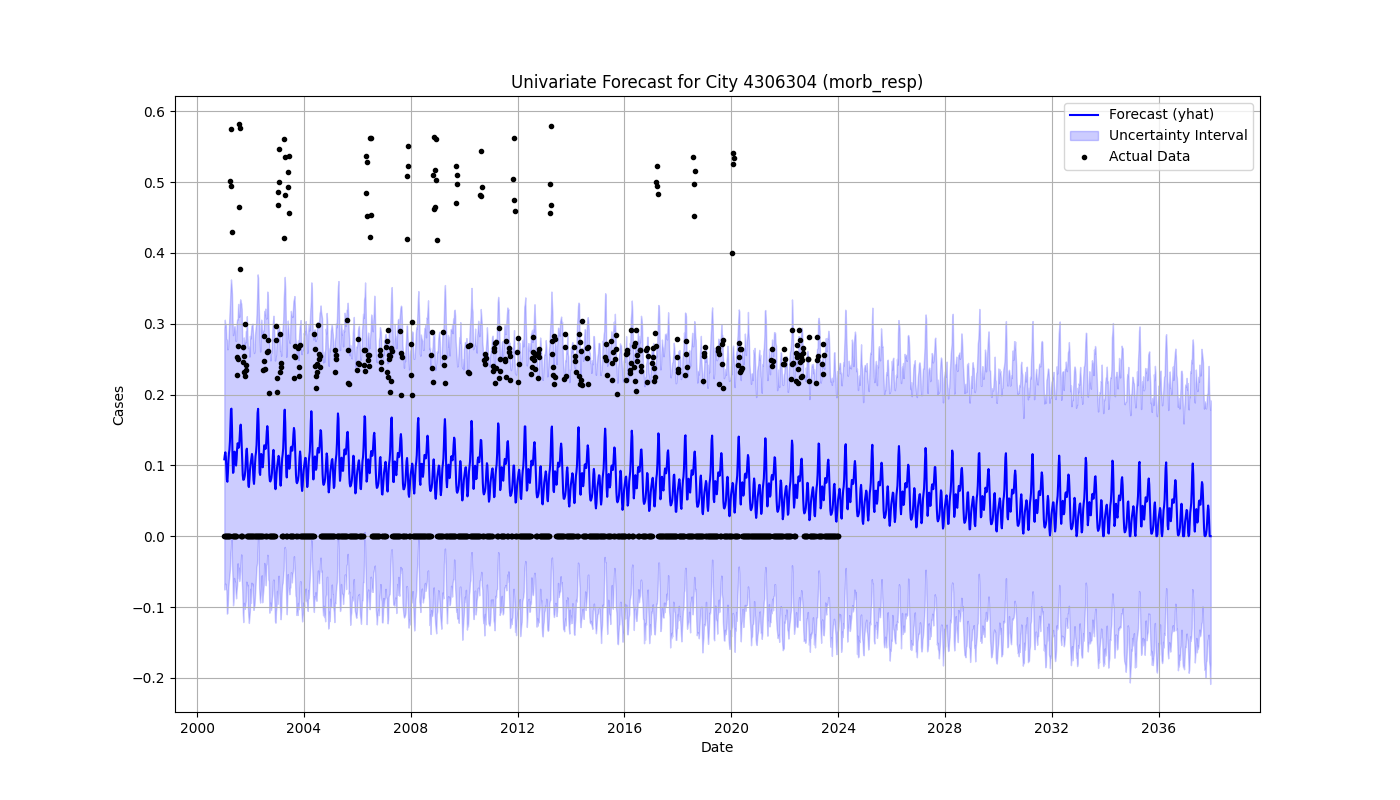 Univariate Forecast for City 4306304 (morb_resp)
Forecast (yhat)
Uncertainty Interval
Actual Data
Cases
0.6
0.5
0.4
0.3
0.2
0.1
0.0
−0.1
−0.2
2000 2004 2008 2012 2016 2020 2024 2028 2032 2036
Date